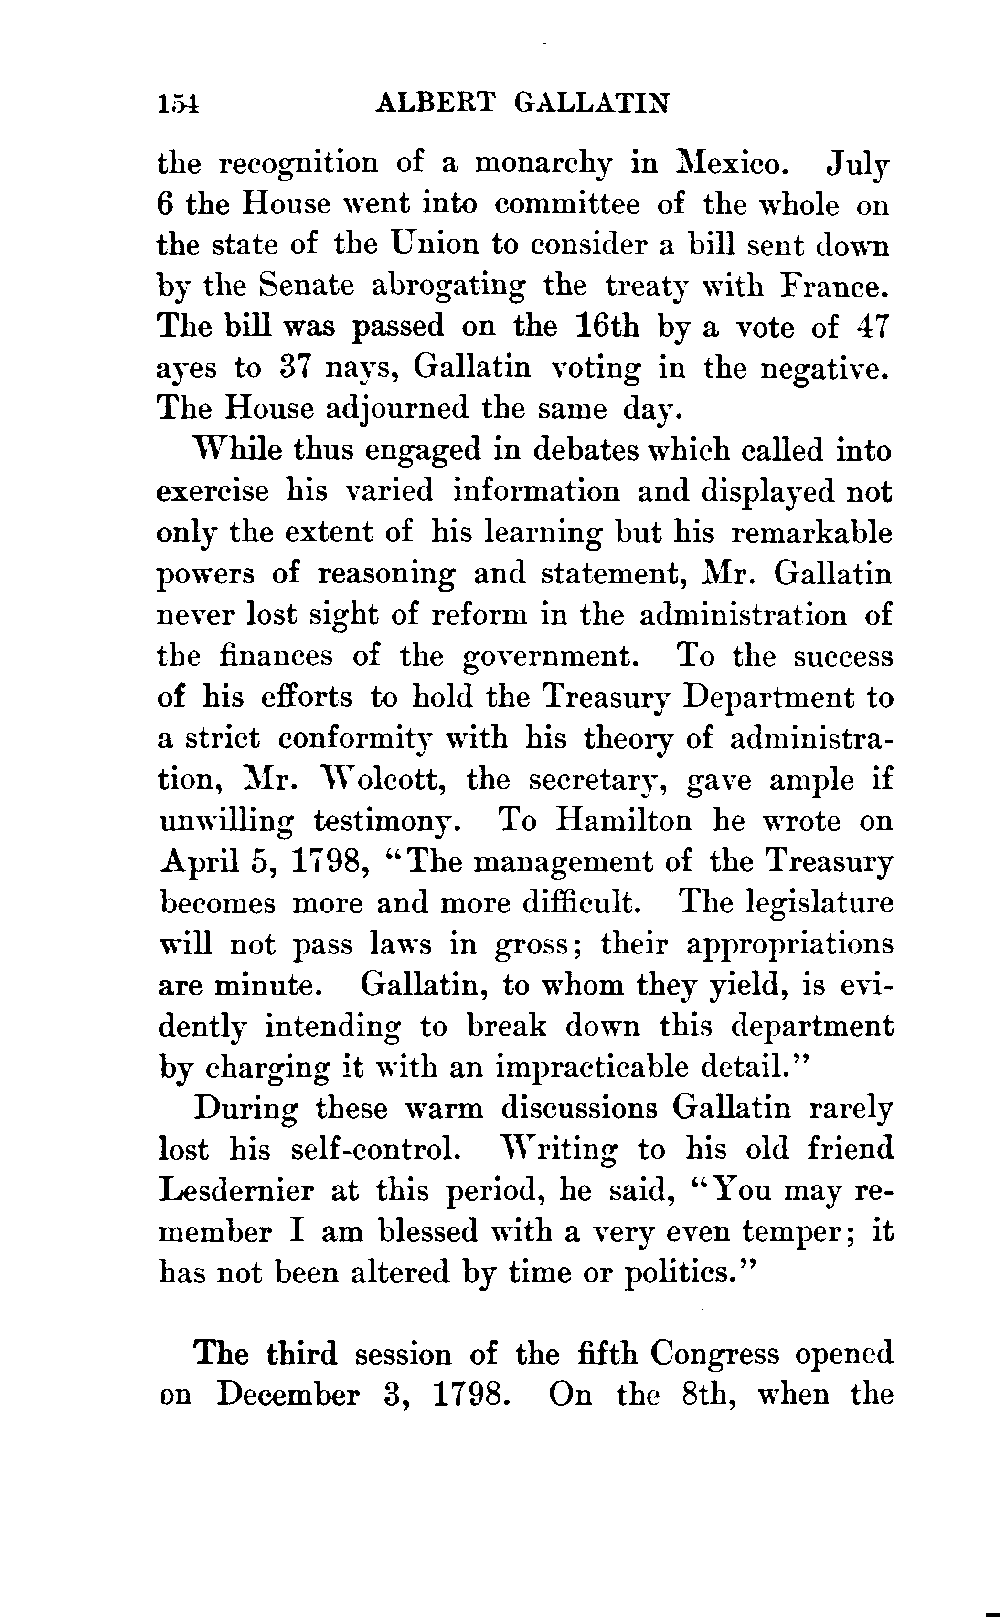 154 ALBERT GALLATIN
the recognition of a monarchy in Mexico. July
6 the House went into committee of the whole on
the state of the Union to consider a bill sent down
by the Senate abrogating the treaty with France.
The bill was passed on the 16th by a vote of 47
ayes to 37 nays, Gallatin voting in the negative.
The House adjourned the same day.
While thus engaged in debates which called into
exercise his varied information and displayed not
only the extent of his learning but his remarkable
powers of reasoning and statement, Mr. Gallatin
never lost sight of reform in the administration of
the finances of the government. To the success
of his efforts to hold the Treasury Department to
a strict conformity with his theory of administra-
tion, Mr. Wolcott, the secretary, gave ample if
unwilling testimony. To Hamilton he wrote on
April 5, 1798, “The management of the Treasury
becomes more and more difficult. The legislature
will not pass laws in gross; their appropriations
are minute. Gallatin, to whom they yield, is evi-
dently intending to break down this department
by charging it with an impracticable detail.”
During these warm discussions Gallatin rarely
lost his self-control. Writing to his old friend
Lesdernier at this period, he said, “You may re-
member I am blessed with a very even temper; it
has not been altered by time or politics.”
The third session of the fifth Congress opened
on December 3, 1798. On the 8th, when the